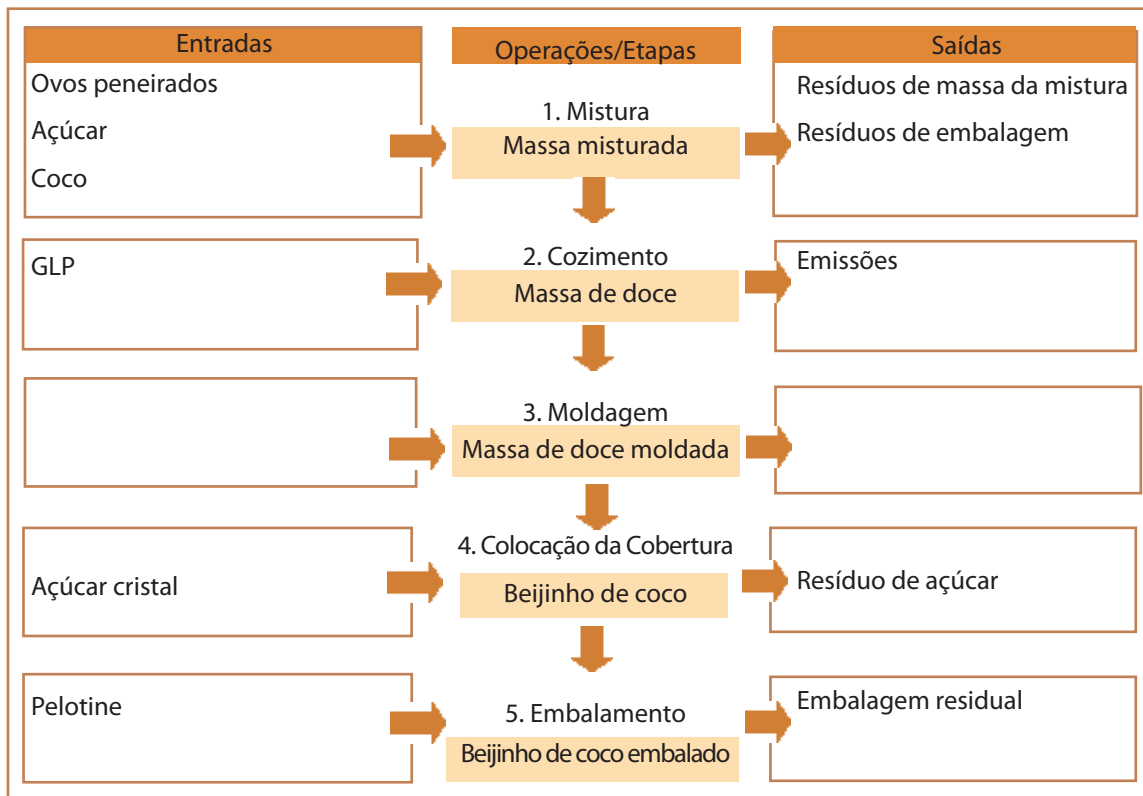 Entradas
Operações/Etapas
Saídas
Ovos peneirados
Açúcar
Coco
1. Mistura
Massa misturada
Resíduos de massa da mistura
Resíduos de embalagem
GLP
2. Cozimento
Massa de doce
Emissões
3. Moldagem
Massa de doce moldada
Açúcar cristal
4. Colocação da Cobertura
Beijinho de coco
Resíduo de açúcar
Pelotine
5. Embalamento
Beijinho de coco embalado
Embalagem residual